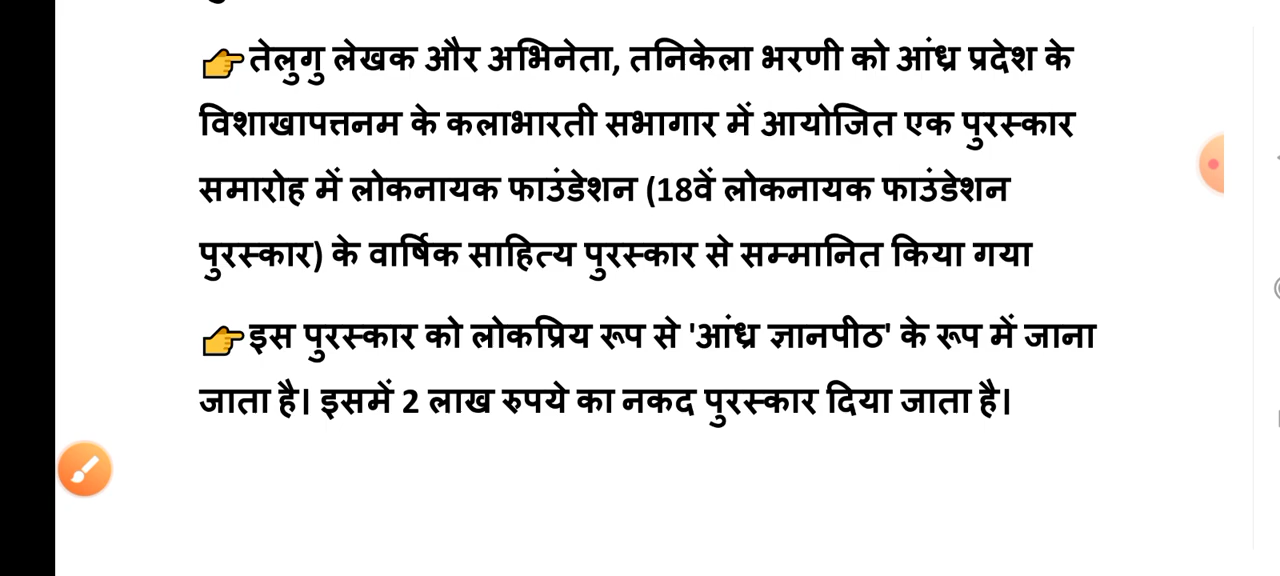 👉तेलुगु लेखक और अभिनेता, तनिकेला भरणी को आंध्र प्रदेश के
विशाखापत्तनम के कलाभारती सभागार में आयोजित एक पुरस्कार
समारोह में लोकनायक फाउंडेशन (18वें लोकनायक फाउंडेशन
पुरस्कार) के वार्षिक साहित्य पुरस्कार से सम्मानित किया गया
👉इस पुरस्कार को लोकप्रिय रूप से 'आंध्र ज्ञानपीठ' के रूप में जाना
जाता है। इसमें 2 लाख रुपये का नकद पुरस्कार दिया जाता है।